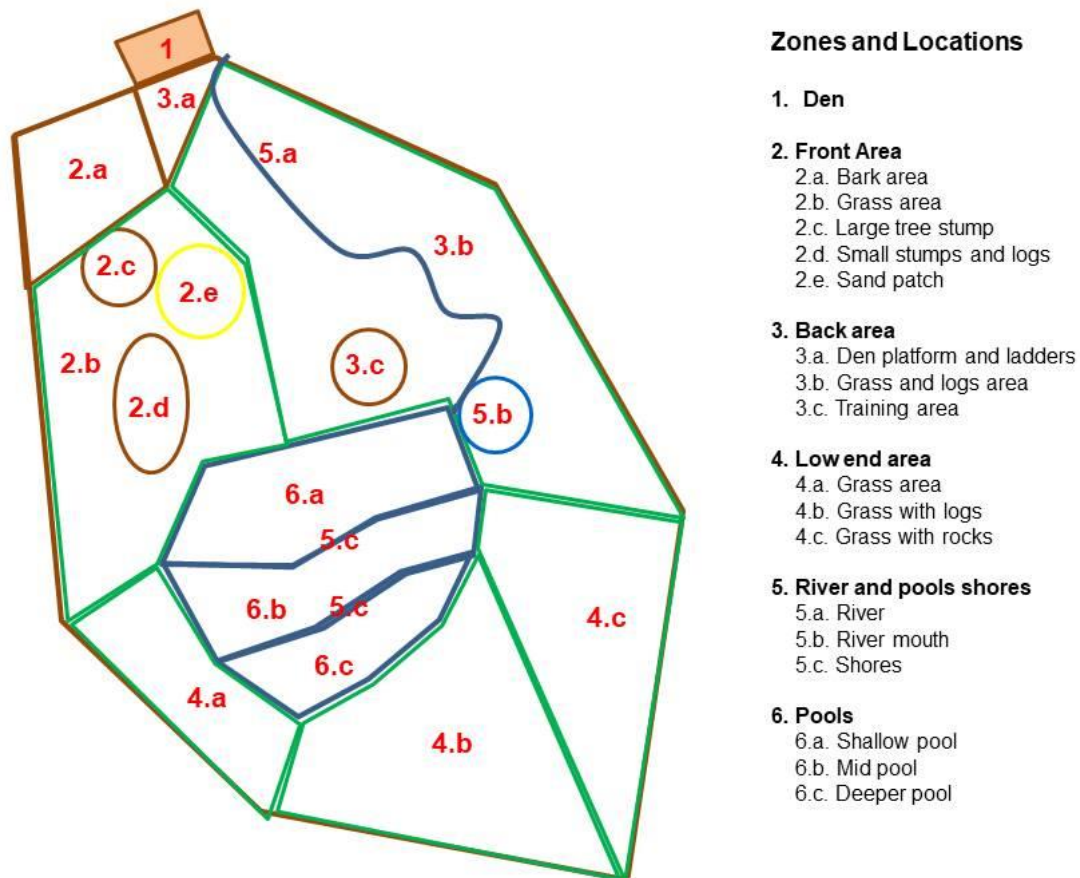 1
3.a
2.a
5.a
3.b
2.c
2.e
2.b
3.c
2.d
5.b
6.a
5.c
6.b
5.c
6.c
4.c
4.a
4.b
Zones and Locations
1. Den
2. Front Area
2.a. Bark area
2.b. Grass area
2.c. Large tree stump
2.d. Small stumps and logs
2.e. Sand patch
3. Back area
3.a. Den platform and ladders
3.b. Grass and logs area
3.c. Training area
4. Low end area
4.a. Grass area
4.b. Grass with logs
4.c. Grass with rocks
5. River and pools shores
5.a. River
5.b. River mouth
5.c. Shores
6. Pools
6.a. Shallow pool
6.b. Mid pool
6.c. Deeper pool